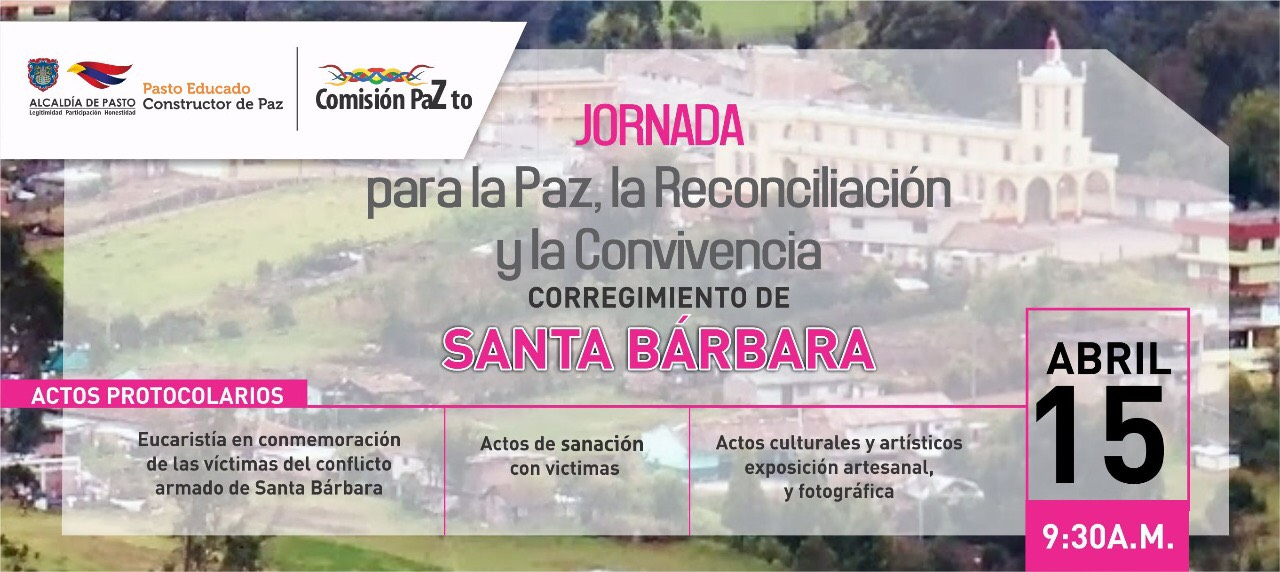 ALCALDÍA DE PASTO
Legitimidad Participación Honestidad
Pasto Educado
Constructor de Paz
Comisión PaZ to
JORNADA
para la Paz, la Reconciliación
y la Convivencia
CORREGIMIENTO DE
SANTA BÁRBARA
ACTOS PROTOCOLARIOS
Eucaristía en conmemoración
de las víctimas del conflicto
armado de Santa Bárbara
Actos de sanación
con victimas
Actos culturales y artísticos
exposición artesanal,
y fotográfica
ABRIL
15
9:30A.M.